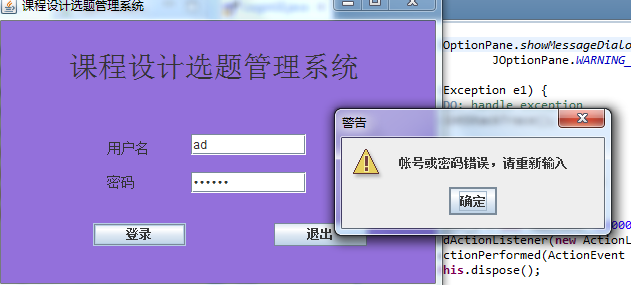 课程设计选题管理系统
课程设计选题管理系统
用户名
ad
密码
登录
退出
警告
帐号或密码错误，请重新输入
确定
OptionPane.showMessageDialo
JOptionPane.WARNING_
Exception e1) {
DO: handle exception
000
dActionListener(new ActionL
ctionPerformed(ActionEvent
his.dispose();